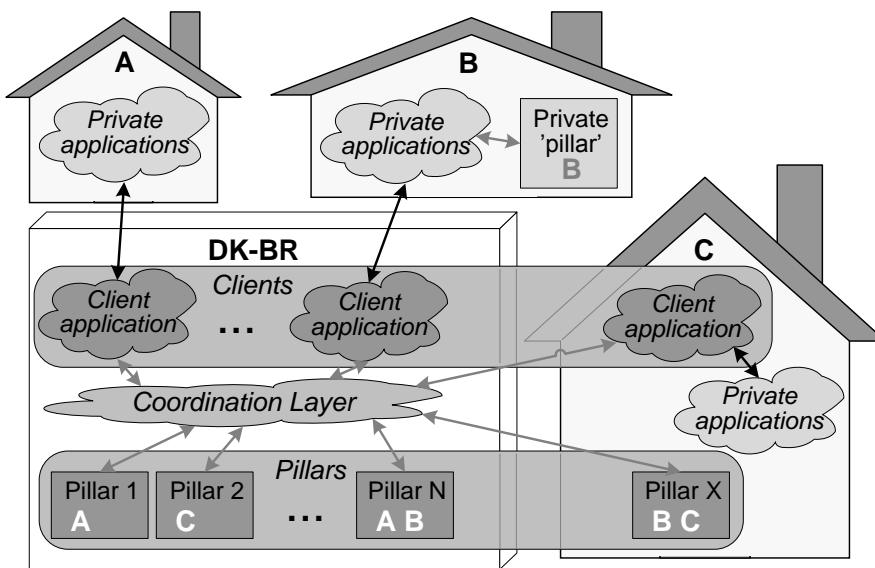 A
Private
applications
B
Private
applications
Private
'pillar'
B
DK-BR
C
Clients
Client
application
...
Client
application
Client
application
Coordination Layer
Private
applications
Pillars
Pillar 1
A
Pillar 2
C
...
Pillar N
A B
Pillar X
B C